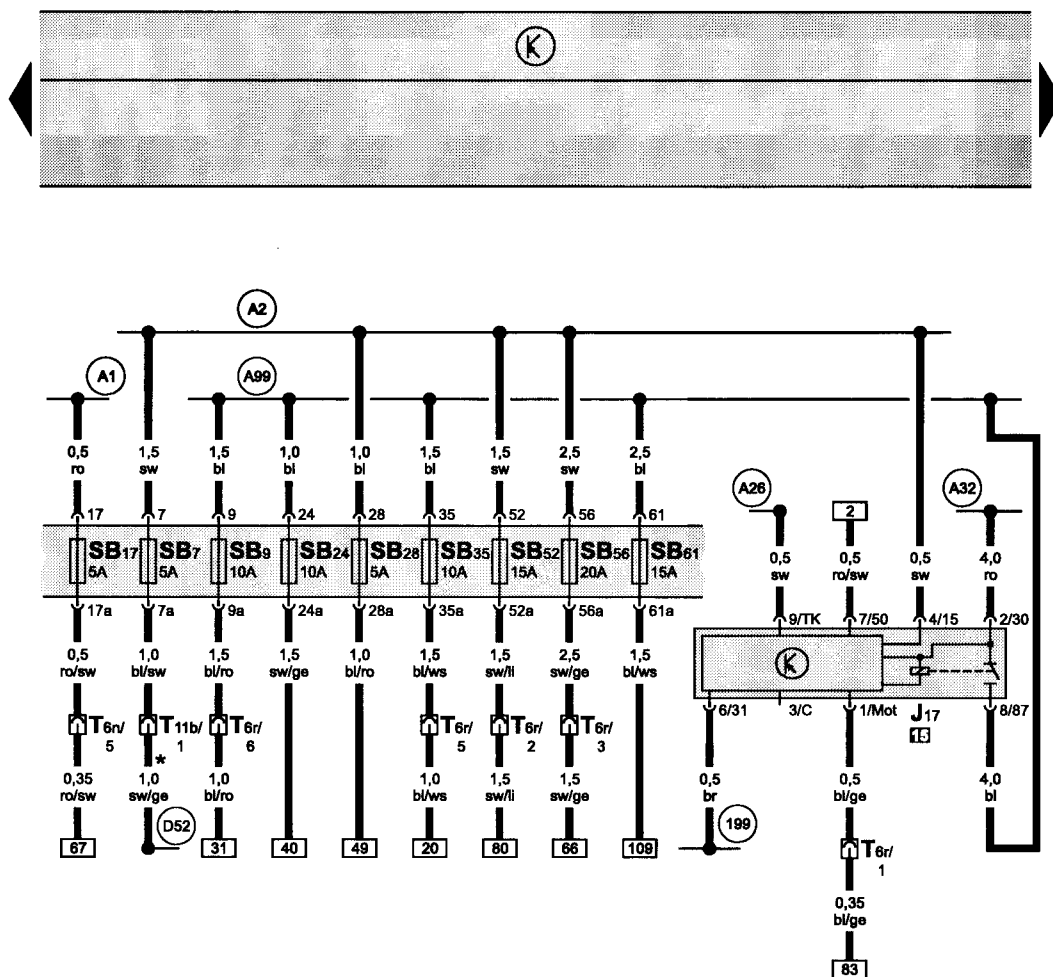 K
A2
A1 A99
0,5 1,5 1,5 1,0 1,0 1,5 1,5 2,5 2,5
ro sw bl bl bl bl sw sw bl
A26 2 A32
17 7 9 24 28 35 52 56 61
SB17 SB7 SB9 SB24 SB28 SB35 SB52 SB56 SB61
5A 5A 10A 10A 5A 10A 15A 20A 15A
0,5 0,5 0,5 4,0
sw ro/sw sw ro
17a 7a 9a 24a 28a 35a 52a 56a 61a
9/TK 7/50 4/15 2/30
0,5 1,0 1,5 1,5 1,0 1,5 1,5 2,5 1,5
ro/sw bl/sw bl/ro sw/ge bl/ro bl/ws sw/li sw/ge bl/ws
K
6/31 3/C 1/Mot J17 8/87
15
T6n/ T11b/ T6r/ T6r/ T6r/ T6r/
5 1 6 5 2 3
*
0,35 1,0 1,0 1,0 1,5 1,5
ro/sw sw/ge bl/ro bl/ws sw/li sw/ge
0,5 0,5 4,0
br bl/ge bl
D52 199
67 31 40 49 20 80 66 109
T6r/
1
0,35
bl/ge
83